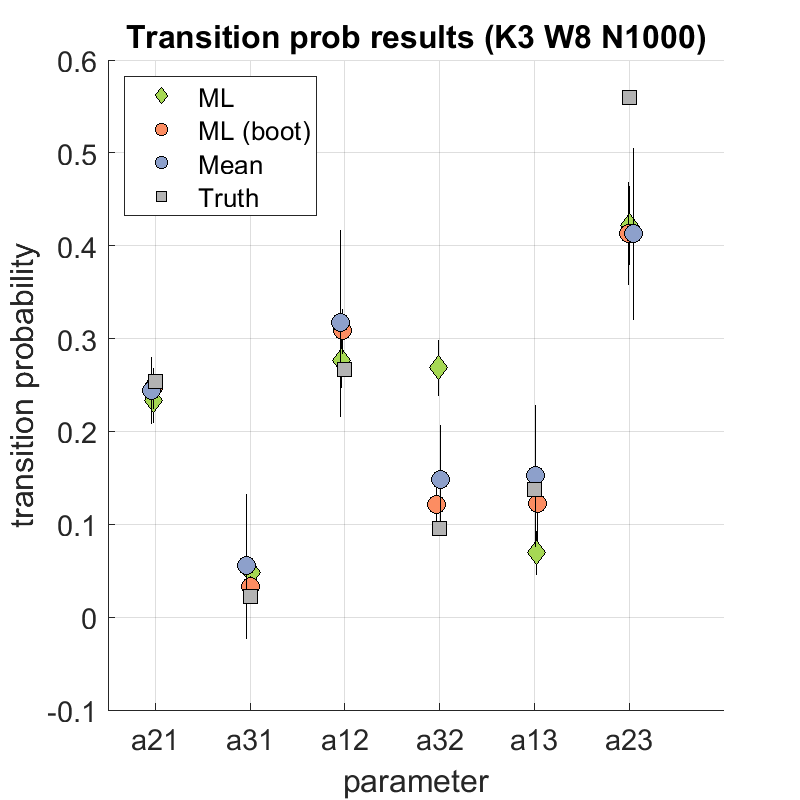 Transition prob results (K3 W8 N1000)
0.6
0.5
0.4
0.3
0.2
0.1
0
-0.1
transition probability
ML
ML (boot)
Mean
Truth
a21 a31 a12 a32 a13 a23
parameter